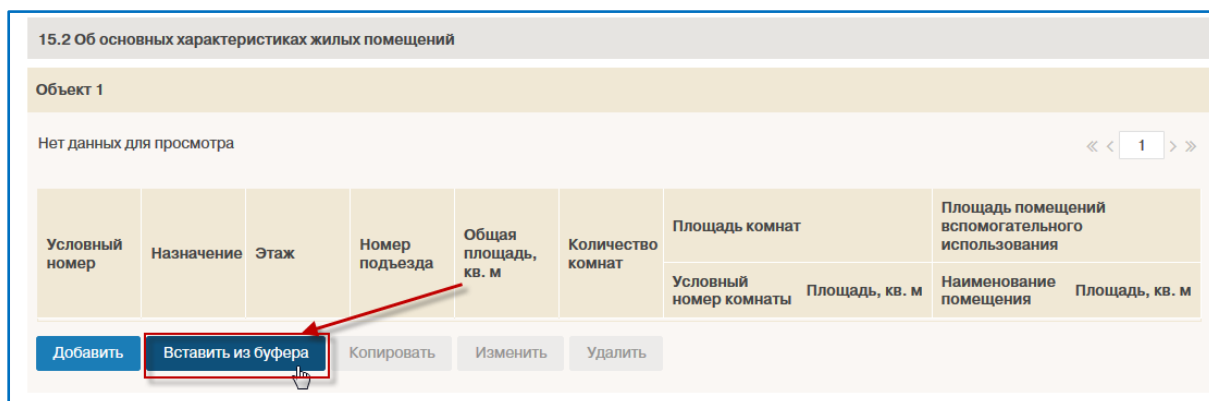 15.2 Об основных характеристиках жилых помещений
Объект 1
Нет данных для просмотра
« < 1 > »
Условный номер
Назначение
Этаж
Номер подъезда
Общая площадь, кв. м
Количество комнат
Площадь комнат
Площадь помещений вспомогательного использования
Условный номер комнаты
Площадь, кв. м
Наименование помещения
Площадь, кв. м
Добавить
Вставить из буфера
Копировать
Изменить
Удалить